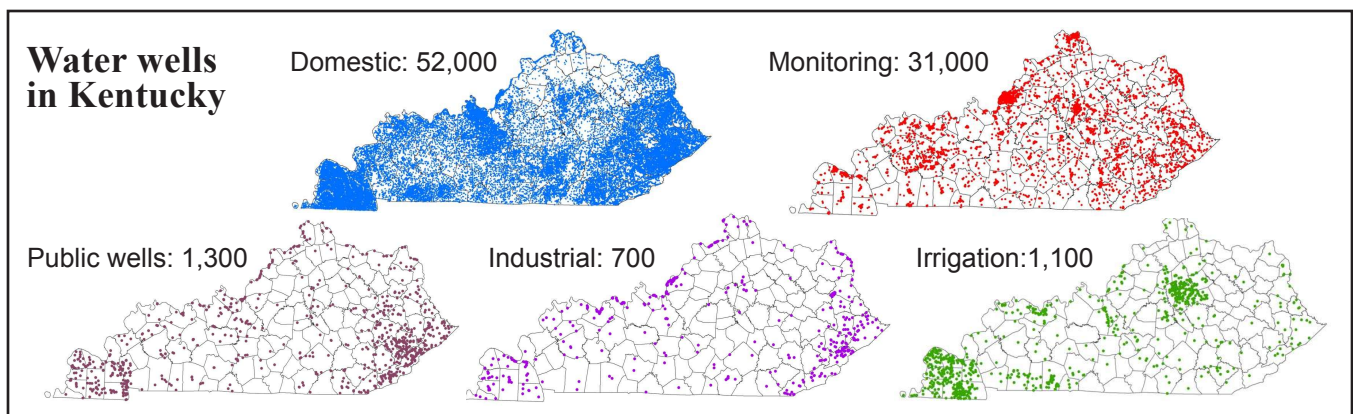 Water wells
in Kentucky
Domestic: 52,000
Monitoring: 31,000
Public wells: 1,300
Industrial: 700
Irrigation:1,100